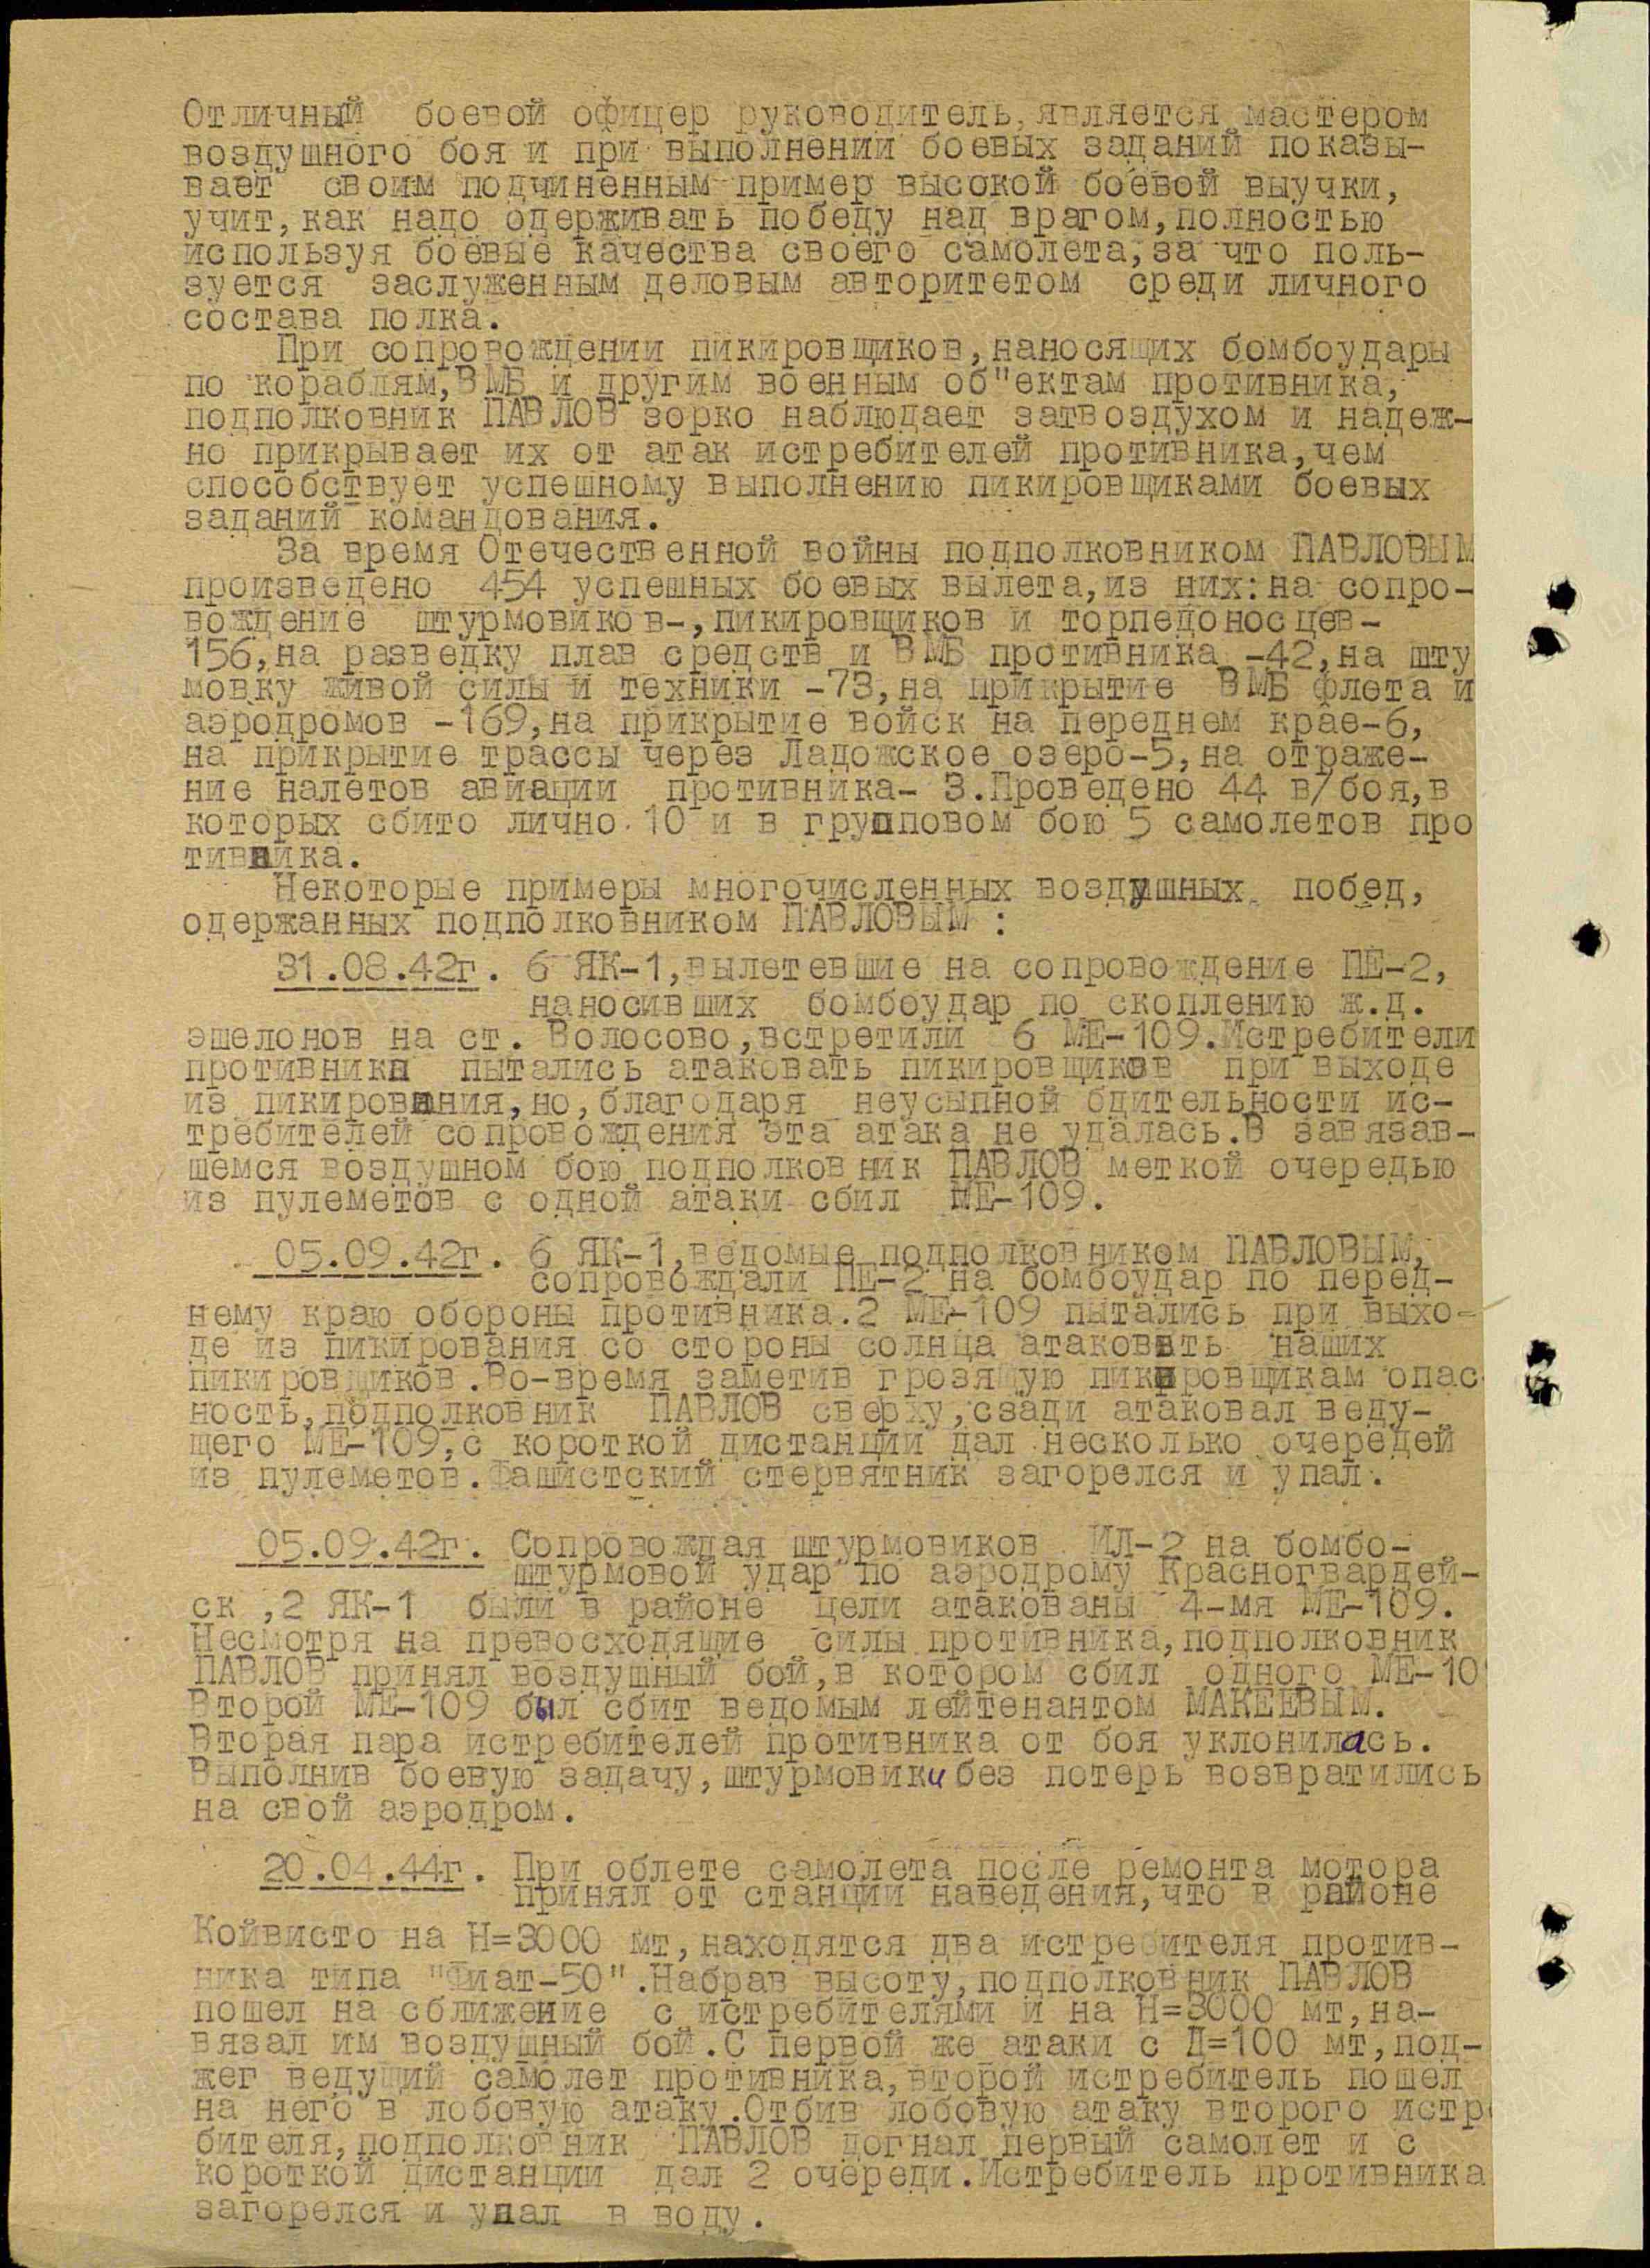 Отличный боевой офицер руководитель, является мастером
воздушного боя и при выполнении боевых заданий показы-
вает своим подчиненным пример высокой боевой выучки,
учит, как надо одерживать победу над врагом, полностью
используя боевые качества своего самолета, за что поль-
зуется заслуженным деловым авторитетом среди личного
состава полка.
При сопровождении пикировщиков, наносящих бомбоудары
по кораблям, ВМБ и другим военным об"ектам противника,
подполковник ПАВЛОВ зорко наблюдает затвоздухом и надеж-
но прикрывает их от атак истребителей противника, чем
способствует успешному выполнению пикировщиками боевых
заданий командования.
За время Отечественной войны подполковником ПАВЛОВЫМ
произведено 454 успешных боевых вылета, из них: на сопро-
вождение штурмовиков-, пикировщиков и торпедоносцев-
156, на разведку плав средств и ВМБ противника -42, на шту
мовку живой силы и техники -73, на прикрытие ВМБ флета и
аэродромов -169, на прикрытие войск на переднем крае-6,
на прикрытие трассы через Ладожское озеро-5, на отраже-
ние налетов авиации противника- 3. Проведено 44 в/боя, в
которых сбито лично 10 и в групповом бою 5 самолетов про
тивника.
Некоторые примеры многочисленных воздушных побед,
одержанных подполковником ПАВЛОВЫМ :
31.08.42г. 6 ЯК-1, вылетевшие на сопровождение ПЕ-2,
наносивших бомбоудар по скоплению ж.д.
эшелонов на ст. Волосово, встретили 6 МЕ-109. Истребители
противника пытались атаковать пикировщиков при выходе
из пикирования, но, благодаря неусыпной бдительности ис-
требителей сопровождения эта атака не удалась. В завязав-
шемся воздушном бою подполковник ПАВЛОВ меткой очередью
из пулеметов с одной атаки сбил МЕ-109.
05.09.42г. 6 ЯК-1, ведомые подполковником ПАВЛОВЫМ,
сопровождали ПЕ-2 на бомбоудар по перед-
нему краю обороны противника. 2 МЕ-109 пытались при выхо-
де из пикирования со стороны солнца атаковать наших
пикировщиков. Во-время заметив грозящую пикировщикам опас
ность, подполковник ПАВЛОВ сверху, сзади атаковал веду-
щего МЕ-109, с короткой дистанции дал несколько очередей
из пулеметов. Фашистский стервятник загорелся и упал.
05.09.42г. Сопровождая штурмовиков ИЛ-2 на бомбо-
штурмовой удар по аэродрому Красногвардей-
ск ,2 ЯК-1 были в районе цели атакованы 4-мя МЕ-109.
Несмотря на превосходящие силы противника, подполковник
ПАВЛОВ принял воздушный бой, в котором сбил одного МЕ-10
Второй МЕ-109 был сбит ведомым лейтенантом МАКЕЕВЫМ.
Вторая пара истребителей противника от боя уклонилась.
Выполнив боевую задачу, штурмовики без потерь возвратились
на свой аэродром.
20.04.44г. При облете самолета после ремонта мотора
принял от станции наведения, что в районе
Койвисто на Н=3000 мт, находятся два истребителя против-
ника типа "Фиат-50". Набрав высоту, подполковник ПАВЛОВ
пошел на сближение с истребителями и на Н=3000 мт, на-
вязал им воздушный бой. С первой же атаки с Д=100 мт, под-
жег ведущий самолет противника, второй истребитель пошел
на него в лобовую атаку. Отбив лобовую атаку второго истре
бителя, подполковник ПАВЛОВ догнал первый самолет и с
короткой дистанции дал 2 очереди. Истребитель противника
загорелся и упал в воду.